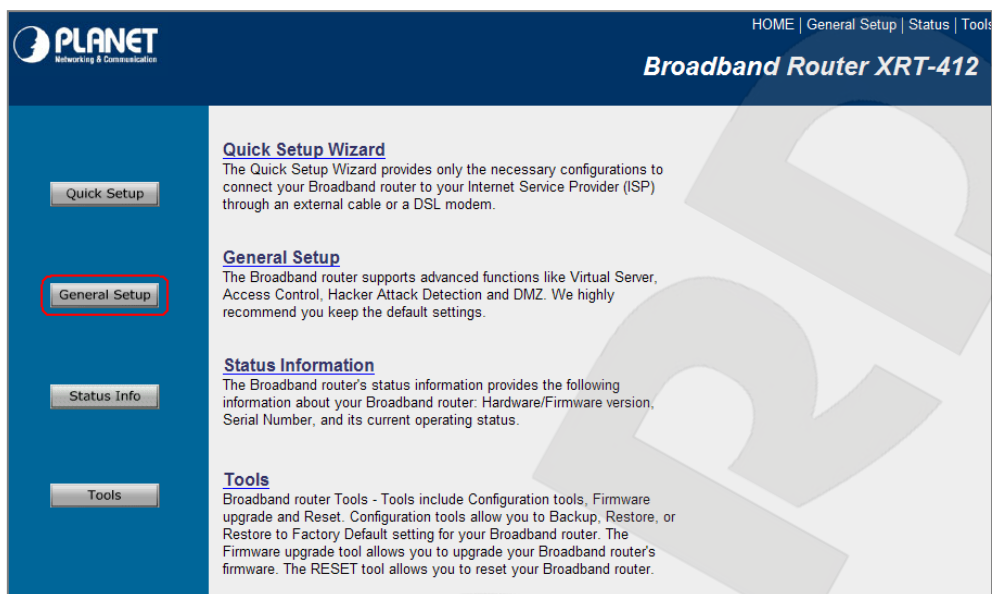 PLANET
Networking & Communication
HOME | General Setup | Status | Tools
Broadband Router XRT-412
Quick Setup
General Setup
Status Info
Tools
Quick Setup Wizard
The Quick Setup Wizard provides only the necessary configurations to
connect your Broadband router to your Internet Service Provider (ISP)
through an external cable or a DSL modem.
General Setup
The Broadband router supports advanced functions like Virtual Server,
Access Control, Hacker Attack Detection and DMZ. We highly
recommend you keep the default settings.
Status Information
The Broadband router's status information provides the following
information about your Broadband router: Hardware/Firmware version,
Serial Number, and its current operating status.
Tools
Broadband router Tools - Tools include Configuration tools, Firmware
upgrade and Reset. Configuration tools allow you to Backup, Restore, or
Restore to Factory Default setting for your Broadband router. The
Firmware upgrade tool allows you to upgrade your Broadband router's
firmware. The RESET tool allows you to reset your Broadband router.